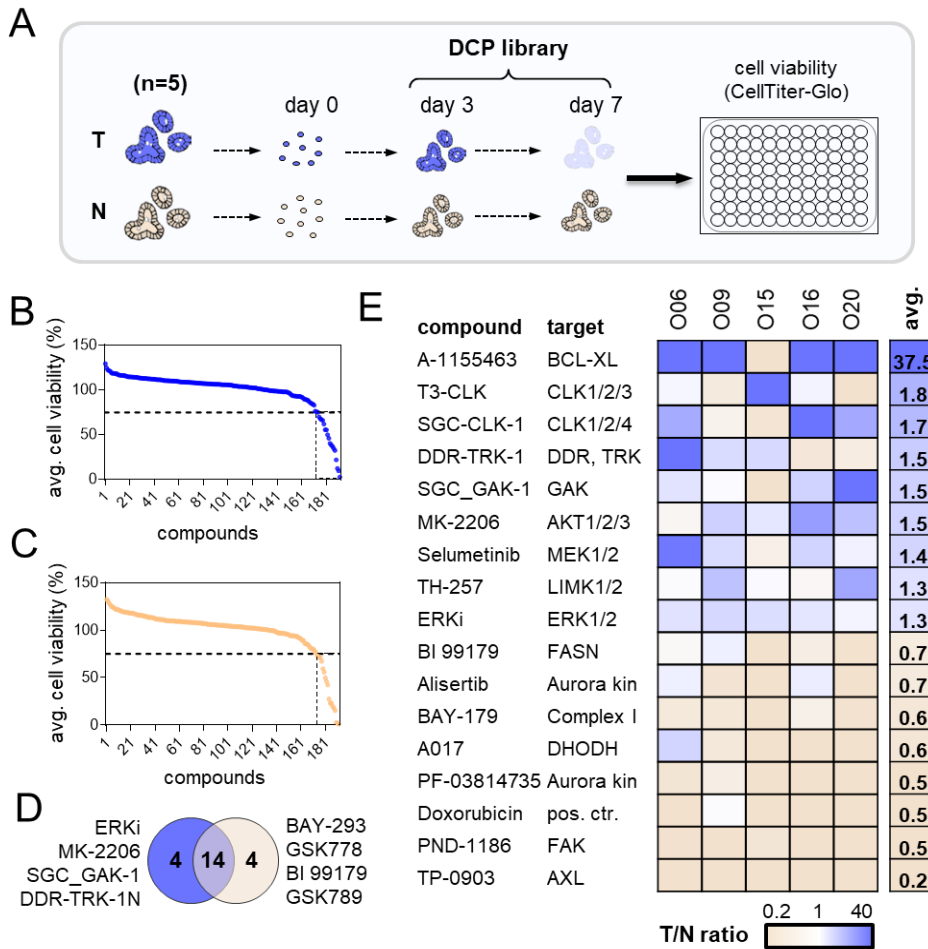 A
DCP library
(n=5)
day 0
day 3
day 7
cell viability
(CellTiter-Glo)
T
N
B
avg. cell viability (%)
150
100
50
0
1
21
41
61
81
101
121
141
161
181
compounds
C
avg. cell viability (%)
150
100
50
0
1
21
41
61
81
101
121
141
161
181
compounds
D
ERKi
MK-2206
SGC_GAK-1
DDR-TRK-1N
4
14
4
BAY-293
GSK778
BI 99179
GSK789
E
compound target O06 O09 O15 O16 O20 avg.
A-1155463 BCL-XL 37.5
T3-CLK CLK1/2/3 1.8
SGC-CLK-1 CLK1/2/4 1.7
DDR-TRK-1 DDR, TRK 1.5
SGC_GAK-1 GAK 1.5
MK-2206 AKT1/2/3 1.5
Selumetinib MEK1/2 1.4
TH-257 LIMK1/2 1.3
ERKi ERK1/2 1.3
BI 99179 FASN 0.7
Alisertib Aurora kin 0.7
BAY-179 Complex I 0.6
A017 DHODH 0.6
PF-03814735 Aurora kin 0.5
Doxorubicin pos. ctr. 0.5
PND-1186 FAK 0.5
TP-0903 AXL 0.2
0.2 1 40
T/N ratio